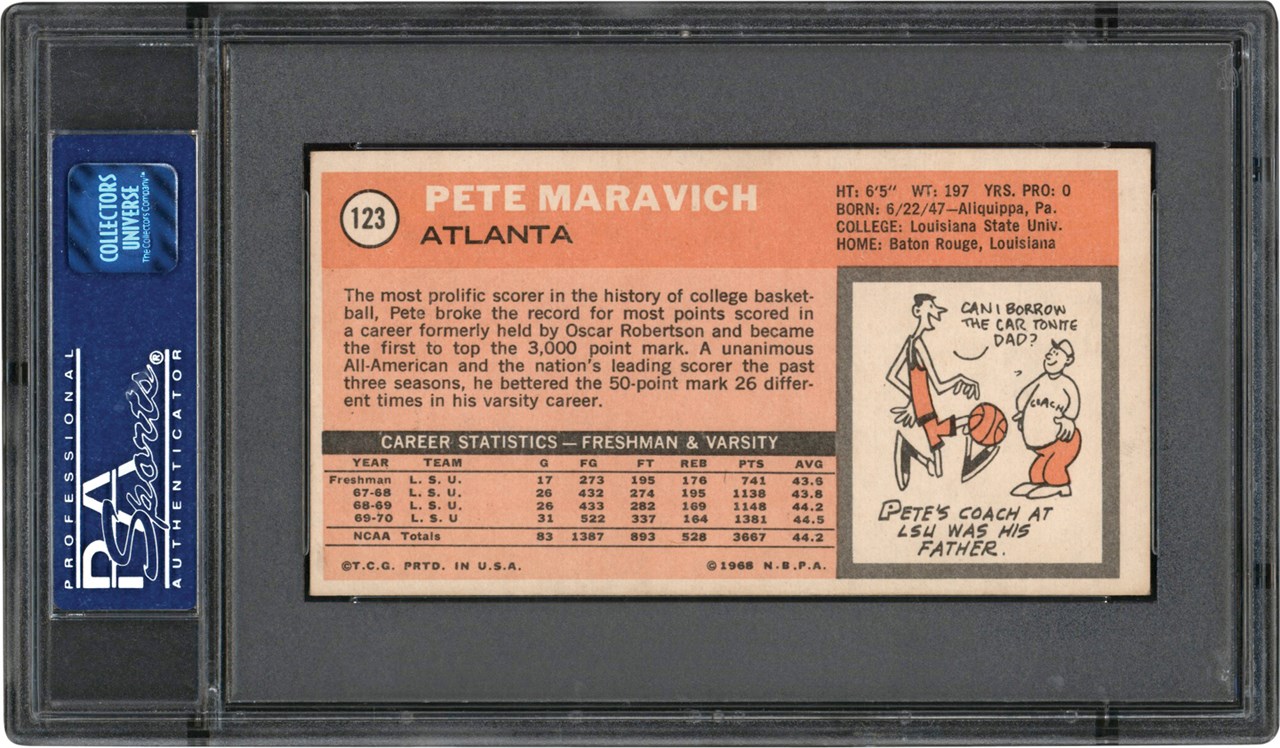 COLLECTORS
UNIVERSE
The Collectors Company™
PROFESSIONAL
PSA
Sports®
AUTHENTICATOR
123
PETE MARAVICH
ATLANTA
HT: 6'5" WT: 197 YRS. PRO: 0
BORN: 6/22/47—Aliquippa, Pa.
COLLEGE: Louisiana State Univ.
HOME: Baton Rouge, Louisiana
The most prolific scorer in the history of college basket-
ball, Pete broke the record for most points scored in
a career formerly held by Oscar Robertson and became
the first to top the 3,000 point mark. A unanimous
All-American and the nation's leading scorer the past
three seasons, he bettered the 50-point mark 26 differ-
ent times in his varsity career.
CAREER STATISTICS — FRESHMAN & VARSITY
YEAR TEAM G FG FT REB PTS AVG
Freshman L. S. U. 17 273 195 176 741 43.6
67-68 L. S. U. 26 432 274 195 1138 43.8
68-69 L. S. U. 26 433 282 169 1148 44.2
69-70 L. S. U 31 522 337 164 1381 44.5
NCAA Totals 83 1387 893 528 3667 44.2
©T.C.G. PRTD. IN U.S.A. ©1968 N.B.P.A.
CAN I BORROW
THE CAR TONITE
DAD?
?
COACH
PETE'S COACH AT
LSU WAS HIS
FATHER.